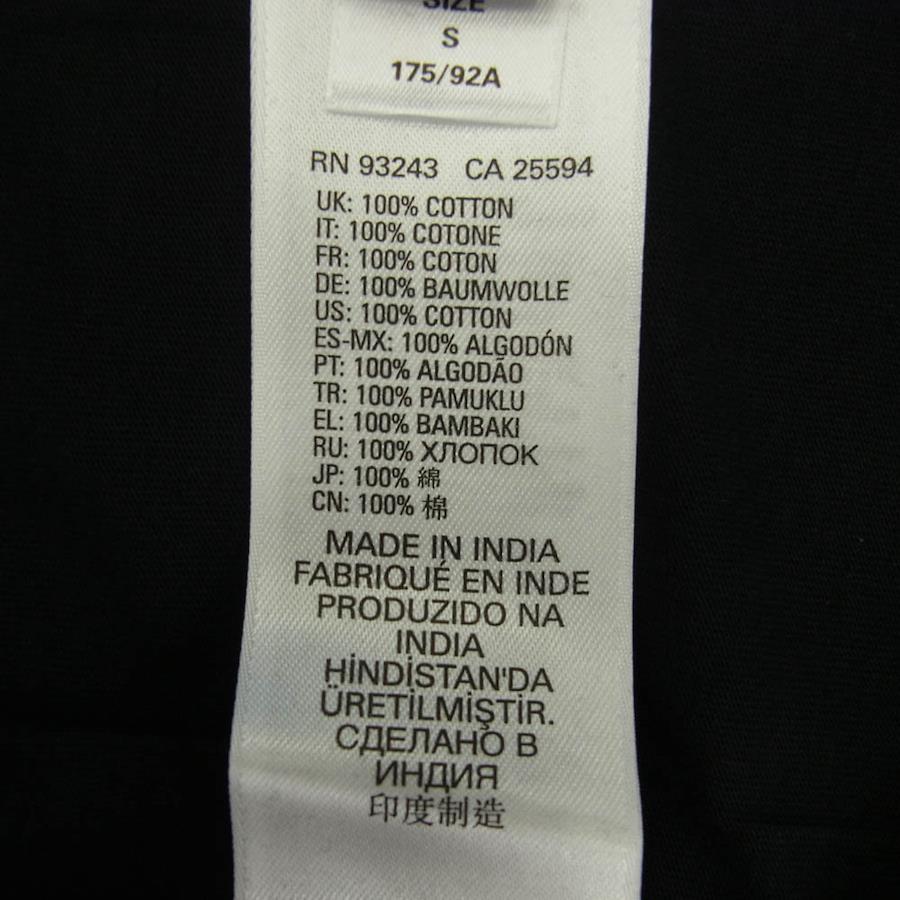 SIZE
S
175/92A
RN 93243 CA 25594
UK: 100% COTTON
IT: 100% COTONE
FR: 100% COTON
DE: 100% BAUMWOLLE
US: 100% COTTON
ES-MX: 100% ALGODÓN
PT: 100% ALGODÃO
TR: 100% PAMUKLU
EL: 100% BAMBAKI
RU: 100% ХЛОПОК
JP: 100% 綿
CN: 100% 棉
MADE IN INDIA
FABRIQUÉ EN INDE
PRODUZIDO NA
INDIA
HİNDİSTAN'DA
ÜRETİLMİŞTİR.
СДЕЛАНО В
ИНДИЯ
印度制造